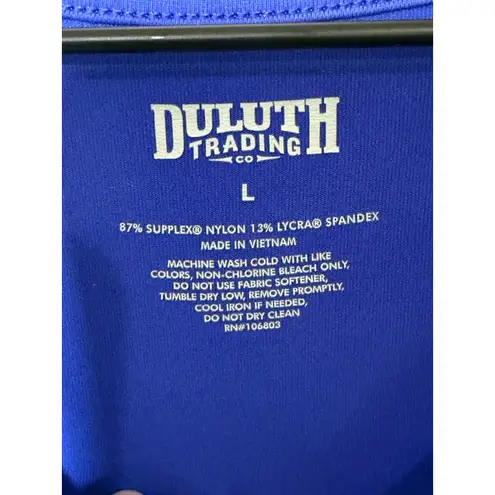 DULUTH
TRADING
CO
L
87% SUPPLEX® NYLON 13% LYCRA® SPANDEX
MADE IN VIETNAM
MACHINE WASH COLD WITH LIKE
COLORS, NON-CHLORINE BLEACH ONLY,
DO NOT USE FABRIC SOFTENER,
TUMBLE DRY LOW, REMOVE PROMPTLY,
COOL IRON IF NEEDED,
DO NOT DRY CLEAN
RN#106803